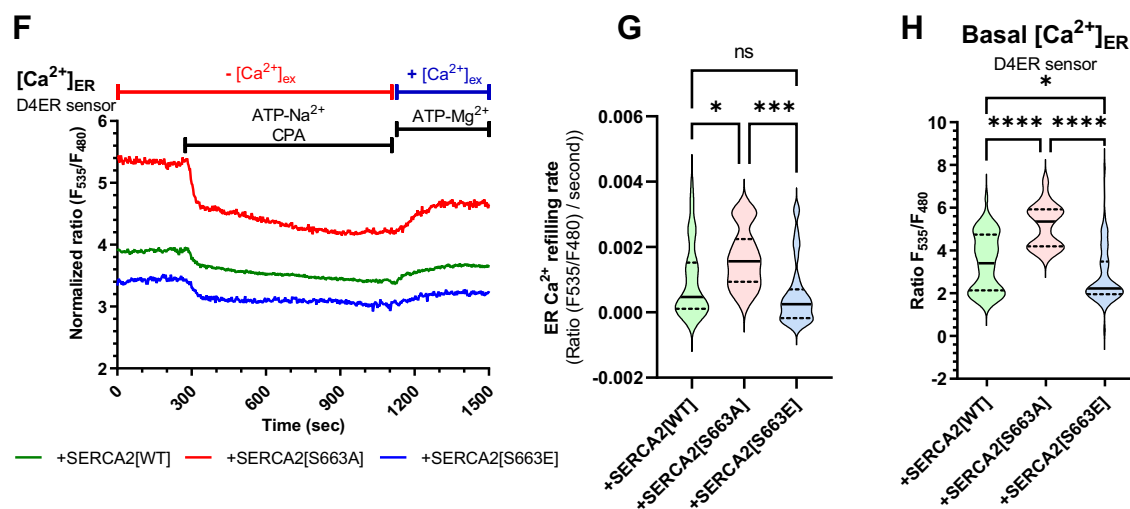 F
[Ca²⁺]ER
D4ER sensor
- [Ca²⁺]ex
+ [Ca²⁺]ex
ATP-Na²⁺
CPA
ATP-Mg²⁺
Normalized ratio (F535/F480)
6
5
4
3
2
0
300
600
900
1200
1500
Time (sec)
+SERCA2[WT]
+SERCA2[S663A]
+SERCA2[S663E]
G
ns
*
***
ER Ca²⁺ refilling rate
(Ratio (F535/F480) / second))
0.006
0.004
0.002
0.000
-0.002
+SERCA2[WT]
+SERCA2[S663A]
+SERCA2[S663E]
H
Basal [Ca²⁺]ER
D4ER sensor
*
****
****
Ratio F535/F480
10
8
6
4
2
0
-2
+SERCA2[WT]
+SERCA2[S663A]
+SERCA2[S663E]